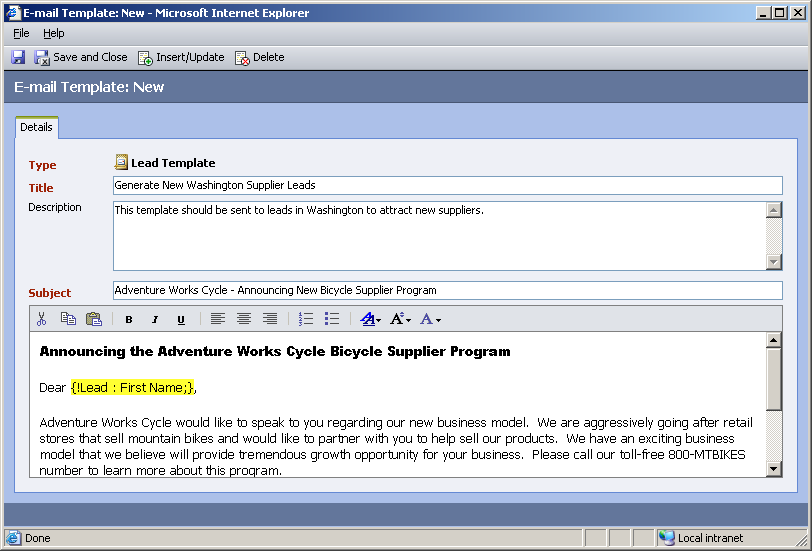 E-mail Template: New - Microsoft Internet Explorer
File Help
Save and Close Insert/Update Delete
E-mail Template: New
Details
Type Lead Template
Title Generate New Washington Supplier Leads
Description This template should be sent to leads in Washington to attract new suppliers.
Subject Adventure Works Cycle - Announcing New Bicycle Supplier Program
B I U A A A
Announcing the Adventure Works Cycle Bicycle Supplier Program
Dear {!Lead : First Name;},
Adventure Works Cycle would like to speak to you regarding our new business model.  We are aggressively going after retail
stores that sell mountain bikes and would like to partner with you to help sell our products.  We have an exciting business
model that we believe will provide tremendous growth opportunity for your business.  Please call our toll-free 800-MTBIKES
number to learn more about this program.
Done Local intranet